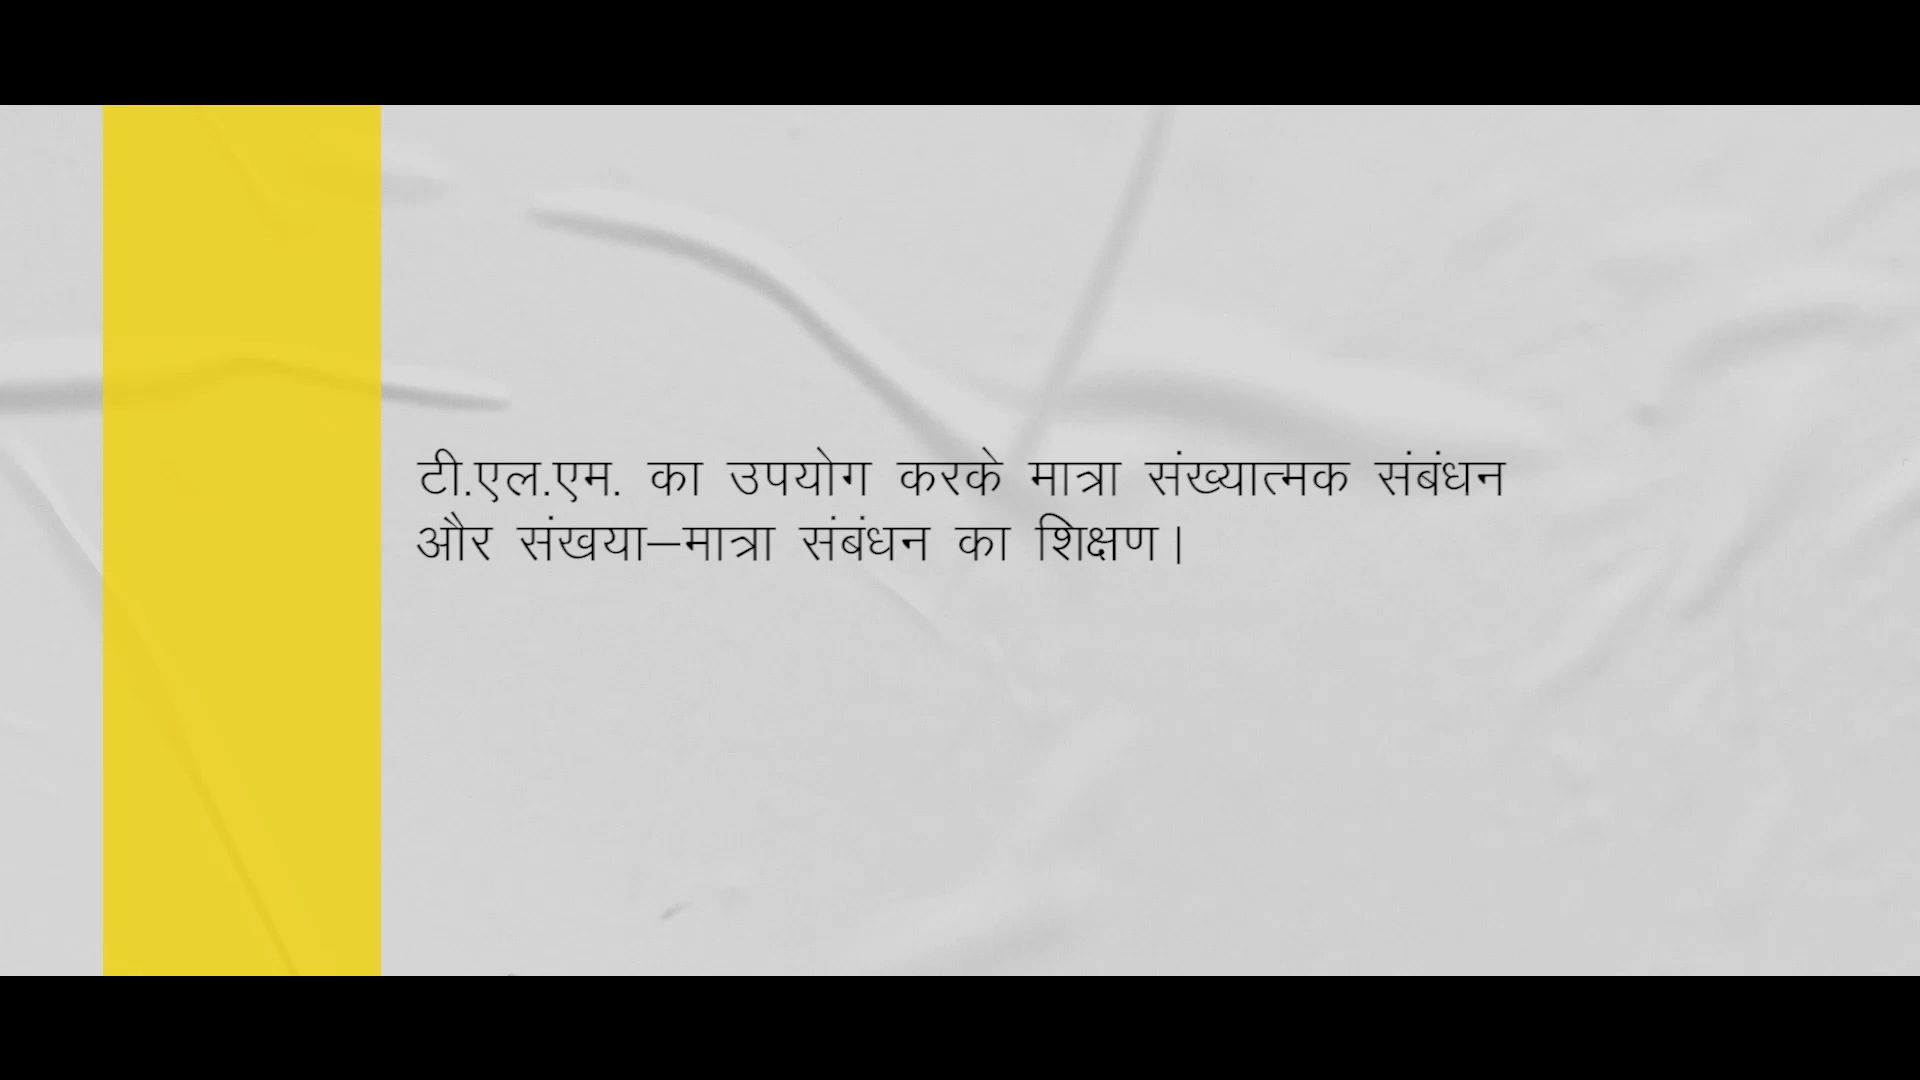 टी.एल.एम. का उपयोग करके मात्रा संख्यात्मक संबंधन
और संखया–मात्रा संबंधन का शिक्षण।